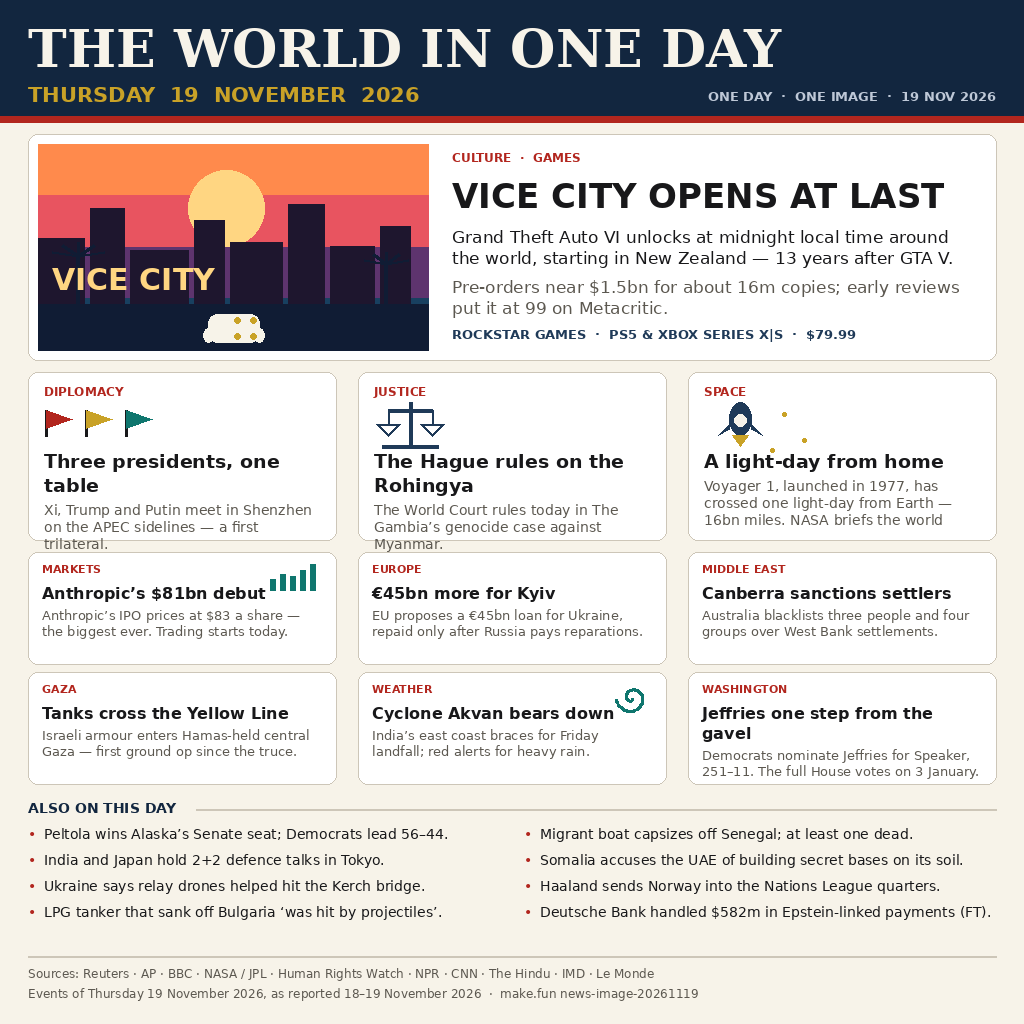 THE WORLD IN ONE DAY
THURSDAY 19 NOVEMBER 2026
ONE DAY · ONE IMAGE · 19 NOV 2026
VICE CITY
CULTURE · GAMES
VICE CITY OPENS AT LAST
Grand Theft Auto VI unlocks at midnight local time around
the world, starting in New Zealand — 13 years after GTA V.
Pre-orders near $1.5bn for about 16m copies; early reviews
put it at 99 on Metacritic.
ROCKSTAR GAMES · PS5 & XBOX SERIES X|S · $79.99
DIPLOMACY
Three presidents, one
table
Xi, Trump and Putin meet in Shenzhen
on the APEC sidelines — a first
trilateral.
JUSTICE
The Hague rules on the
Rohingya
The World Court rules today in The
Gambia’s genocide case against
Myanmar.
SPACE
A light-day from home
Voyager 1, launched in 1977, has
crossed one light-day from Earth —
16bn miles. NASA briefs the world
MARKETS
Anthropic’s $81bn debut
Anthropic’s IPO prices at $83 a share —
the biggest ever. Trading starts today.
EUROPE
€45bn more for Kyiv
EU proposes a €45bn loan for Ukraine,
repaid only after Russia pays reparations.
MIDDLE EAST
Canberra sanctions settlers
Australia blacklists three people and four
groups over West Bank settlements.
GAZA
Tanks cross the Yellow Line
Israeli armour enters Hamas-held central
Gaza — first ground op since the truce.
WEATHER
Cyclone Akvan bears down
India’s east coast braces for Friday
landfall; red alerts for heavy rain.
WASHINGTON
Jeffries one step from the
gavel
Democrats nominate Jeffries for Speaker,
251–11. The full House votes on 3 January.
ALSO ON THIS DAY
• Peltola wins Alaska’s Senate seat; Democrats lead 56–44.
• India and Japan hold 2+2 defence talks in Tokyo.
• Ukraine says relay drones helped hit the Kerch bridge.
• LPG tanker that sank off Bulgaria ‘was hit by projectiles’.
• Migrant boat capsizes off Senegal; at least one dead.
• Somalia accuses the UAE of building secret bases on its soil.
• Haaland sends Norway into the Nations League quarters.
• Deutsche Bank handled $582m in Epstein-linked payments (FT).
Sources: Reuters · AP · BBC · NASA / JPL · Human Rights Watch · NPR · CNN · The Hindu · IMD · Le Monde
Events of Thursday 19 November 2026, as reported 18–19 November 2026 · make.fun news-image-20261119